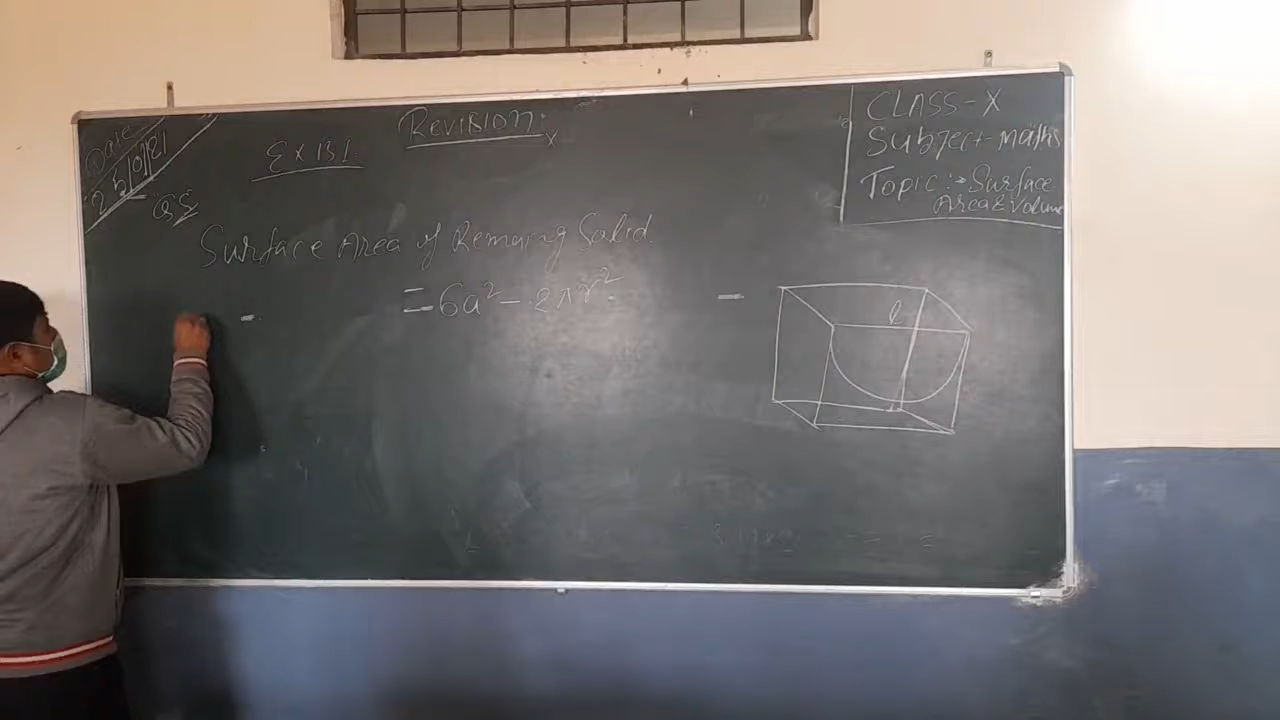 Date
25/01/21
REVISION
Ex 13.1
Q5
CLASS-X
Subject-maths
Topic:-Surface
Area & Volume
Surface Area of Remaing Solid
= 6a² - 2πr²
l